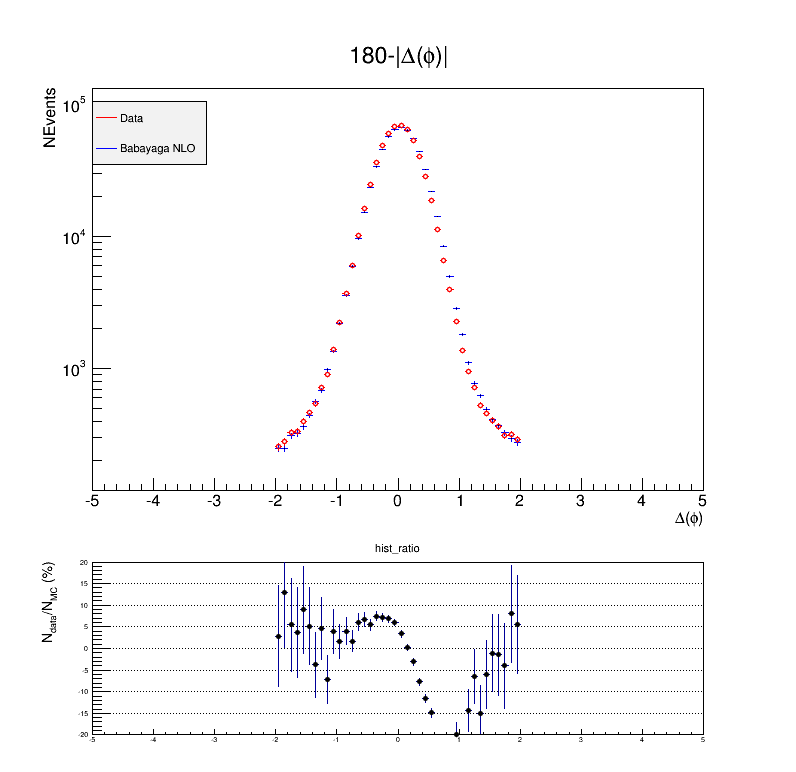 180-|Δ(φ)|
NEvents
Data
Babayaga NLO
10^5
10^4
10^3
-5 -4 -3 -2 -1 0 1 2 3 4 5
Δ(φ)
hist_ratio
N_data/N_MC (%)
20
15
10
5
0
-5
-10
-15
-20
-5 -4 -3 -2 -1 0 1 2 3 4 5